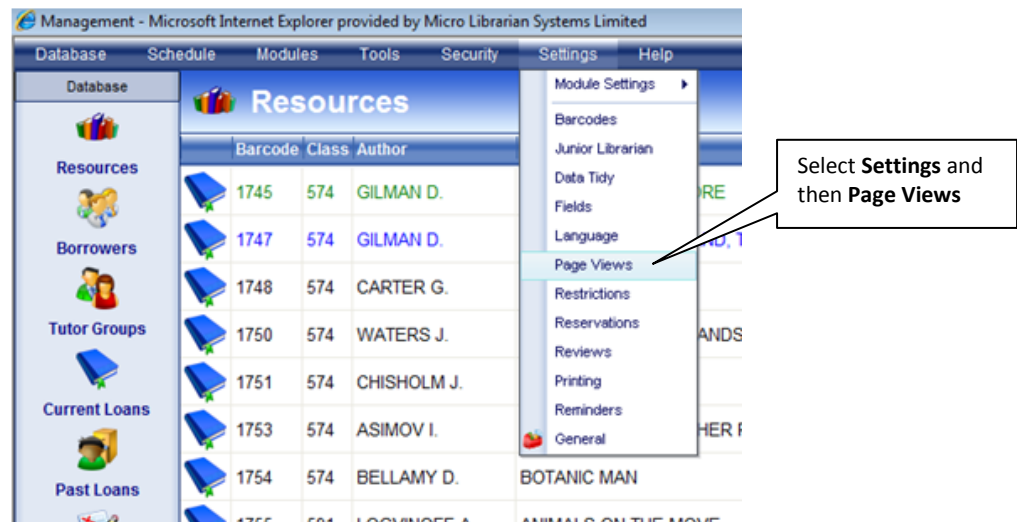 Management - Microsoft Internet Explorer provided by Micro Librarian Systems Limited
Database Schedule Modules Tools Security Settings Help
Database
Resources
Borrowers
Tutor Groups
Current Loans
Past Loans
Resources
Barcode Class Author
1745 574 GILMAN D.
1747 574 GILMAN D.
1748 574 CARTER G.
1750 574 WATERS J.
1751 574 CHISHOLM J.
1753 574 ASIMOV I.
1754 574 BELLAMY D. BOTANIC MAN
Module Settings
Barcodes
Junior Librarian
Data Tidy
Fields
Language
Page Views
Restrictions
Reservations
Reviews
Printing
Reminders
General
Select Settings and
then Page Views